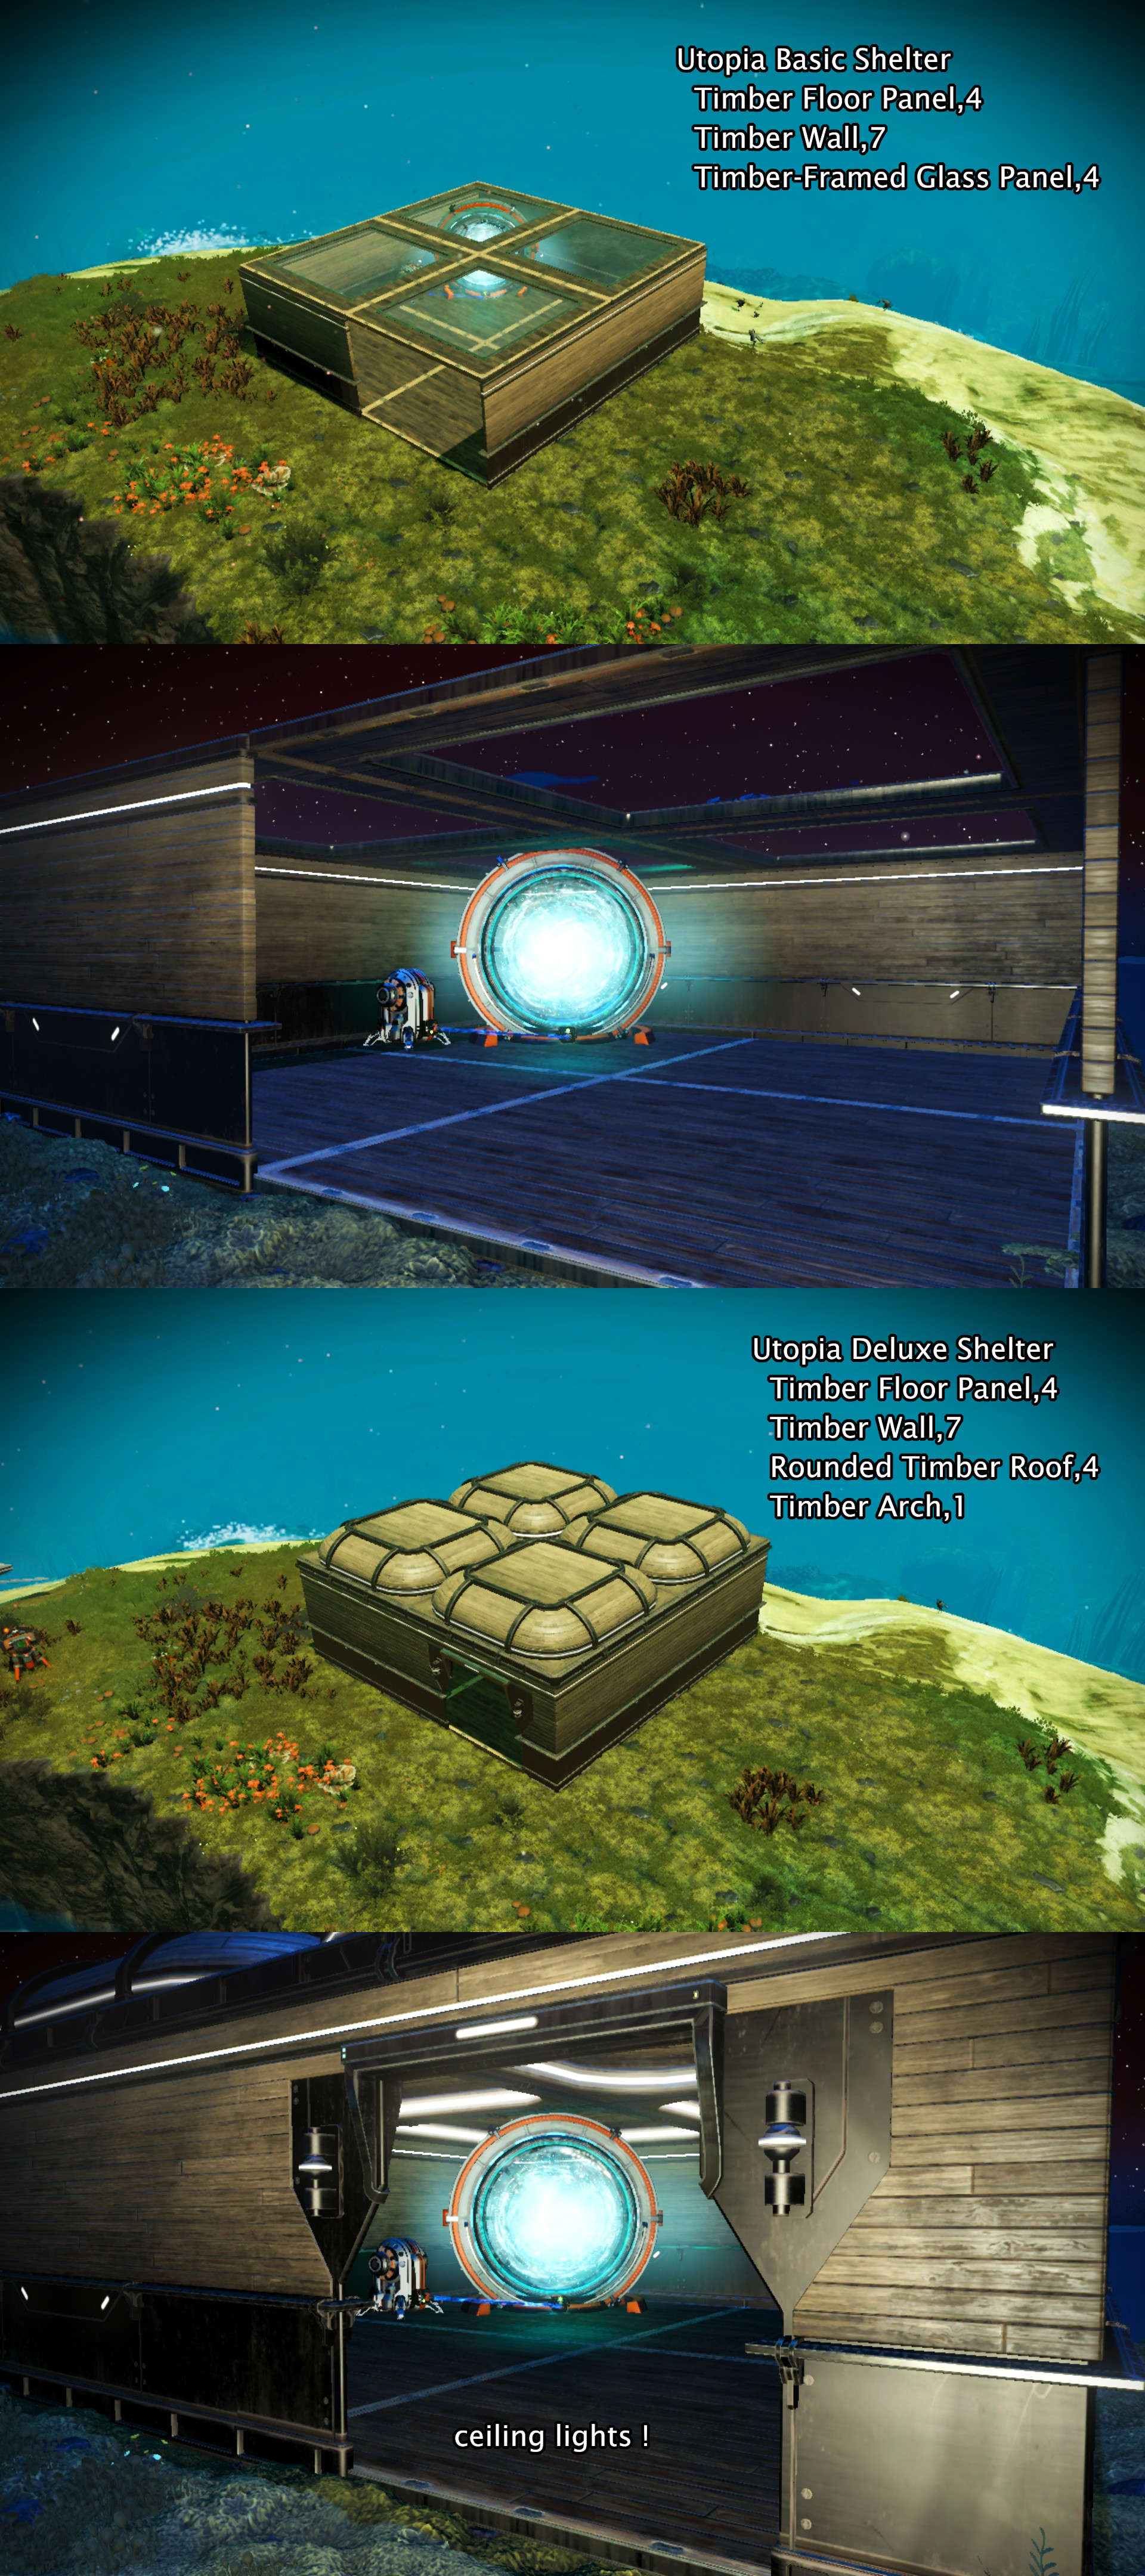 Utopia Basic Shelter
Timber Floor Panel,4
Timber Wall,7
Timber-Framed Glass Panel,4
Utopia Deluxe Shelter
Timber Floor Panel,4
Timber Wall,7
Rounded Timber Roof,4
Timber Arch,1
ceiling lights !